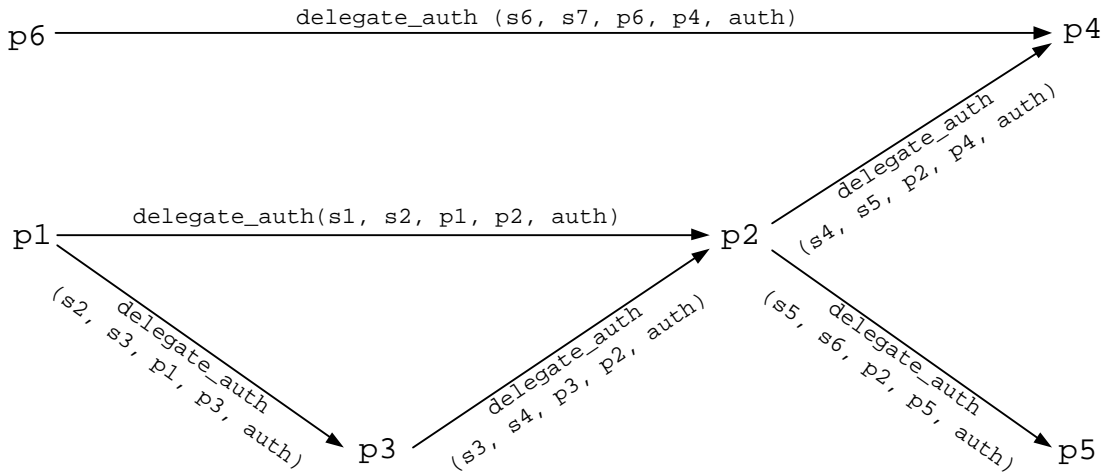 delegate_auth (s6, s7, p6, p4, auth)
p6
p4
delegate_auth
(s4, s5, p2, p4, auth)
delegate_auth(s1, s2, p1, p2, auth)
p1
p2
delegate_auth
(s2, s3, p1, p3, auth)
delegate_auth
(s3, s4, p3, p2, auth)
delegate_auth
(s5, s6, p2, p5, auth)
p3
p5